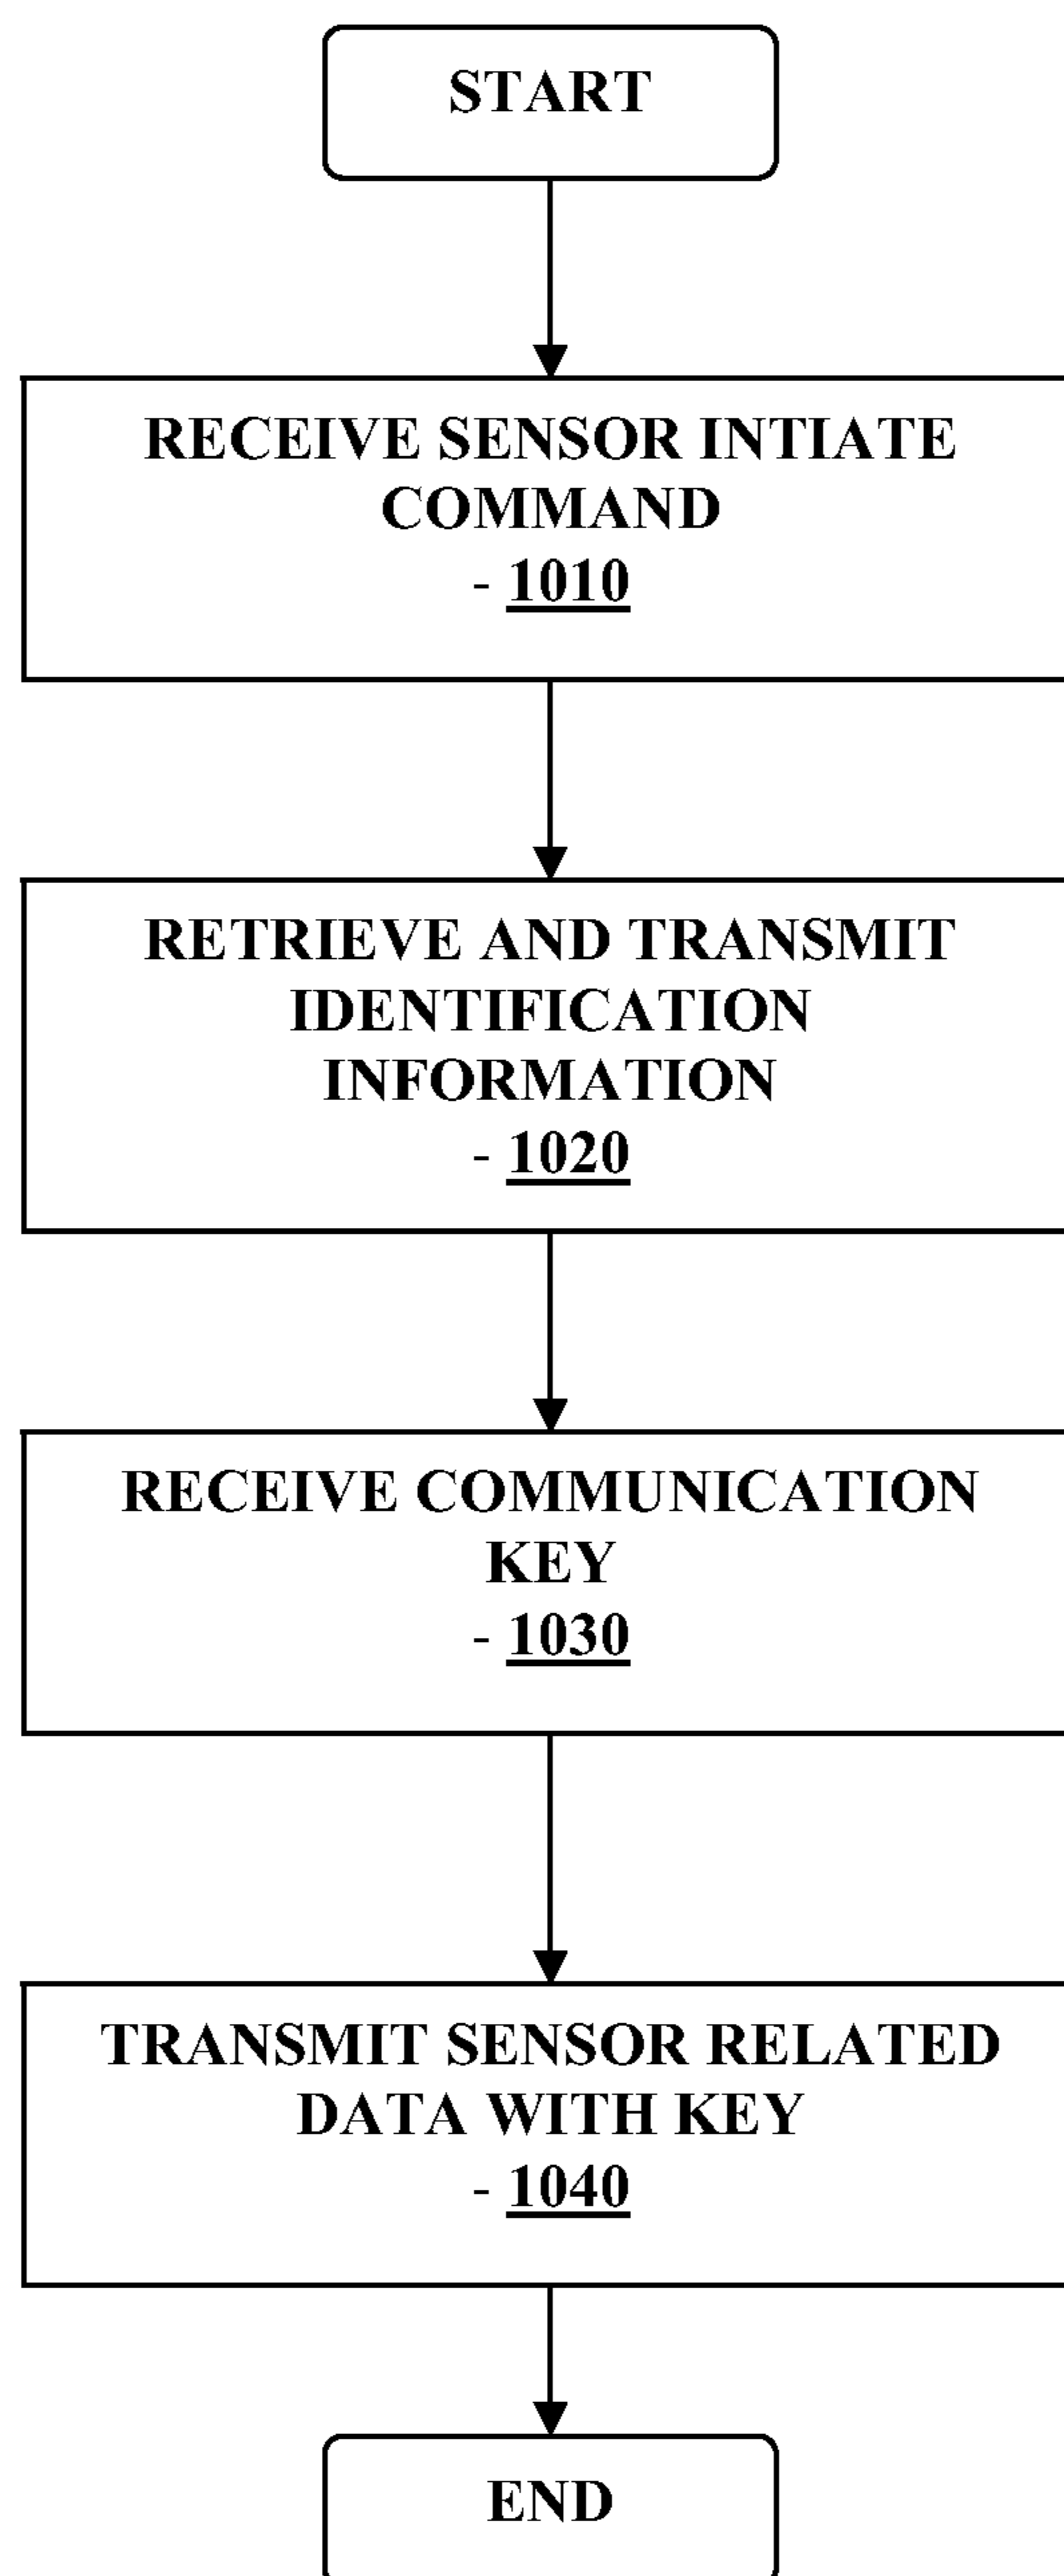 START
RECEIVE SENSOR INTIATE
COMMAND
- 1010
RETRIEVE AND TRANSMIT
IDENTIFICATION
INFORMATION
- 1020
RECEIVE COMMUNICATION
KEY
- 1030
TRANSMIT SENSOR RELATED
DATA WITH KEY
- 1040
END